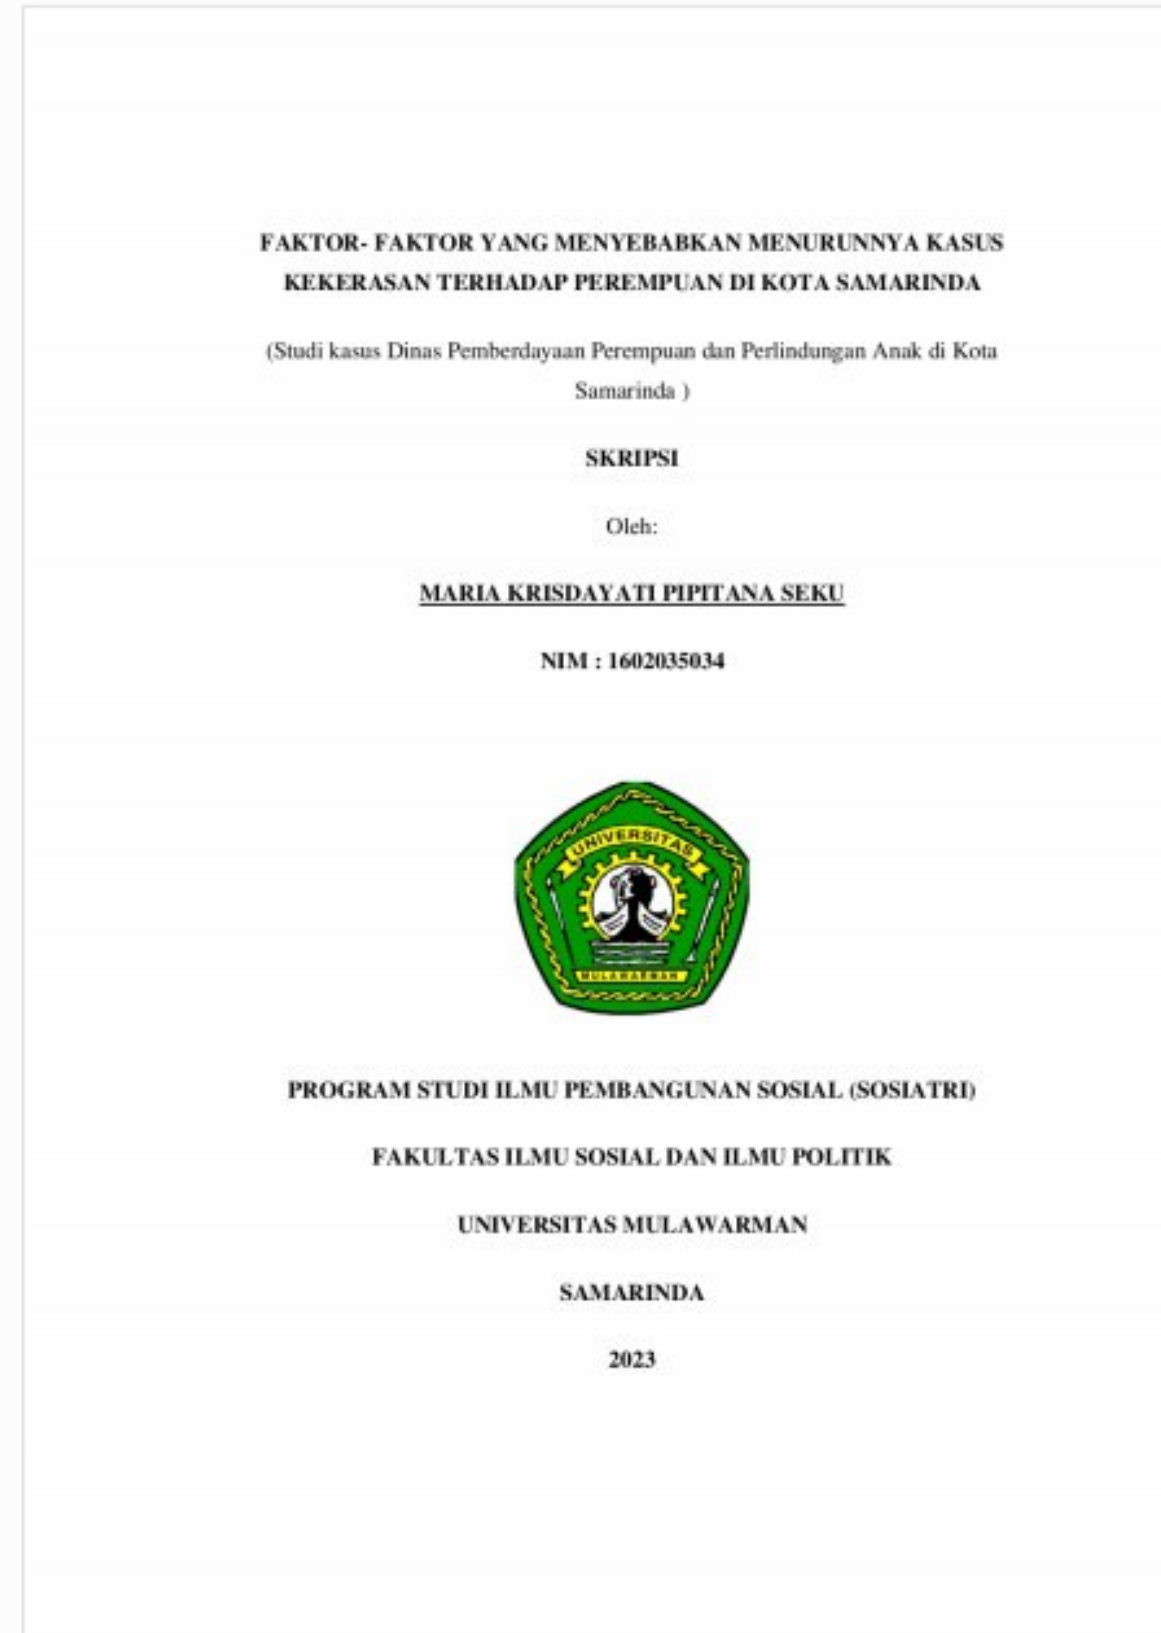 FAKTOR- FAKTOR YANG MENYEBABKAN MENURUNNYA KASUS
KEKERASAN TERHADAP PEREMPUAN DI KOTA SAMARINDA
(Studi kasus Dinas Pemberdayaan Perempuan dan Perlindungan Anak di Kota
Samarinda )
SKRIPSI
Oleh:
MARIA KRISDAYATI PIPITANA SEKU
NIM : 1602035034
UNIVERSITAS
MULAWARMAN
PROGRAM STUDI ILMU PEMBANGUNAN SOSIAL (SOSIATRI)
FAKULTAS ILMU SOSIAL DAN ILMU POLITIK
UNIVERSITAS MULAWARMAN
SAMARINDA
2023